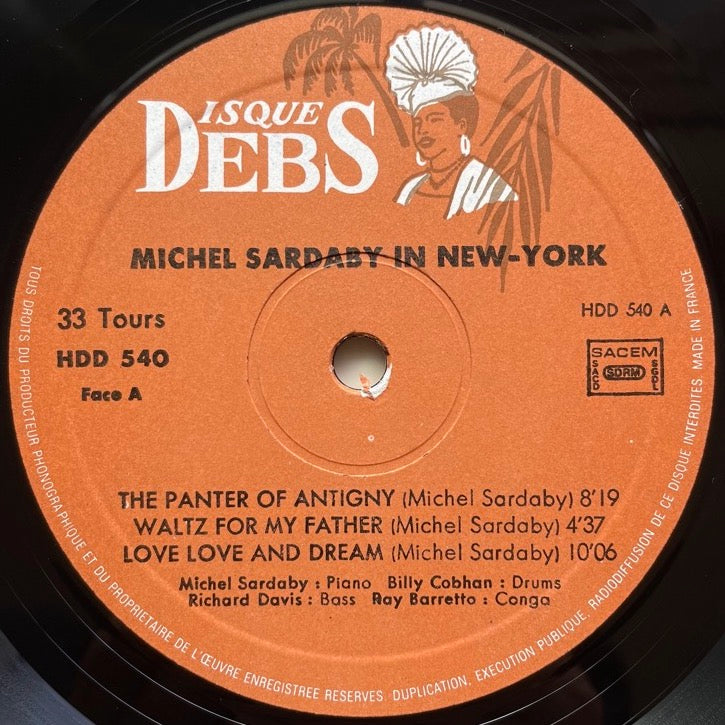 DISQUE
DEBS
MICHEL SARDABY IN NEW-YORK
33 Tours
HDD 540
Face A
HDD 540 A
SACEM
SACD
SDRM
SGDL
THE PANTER OF ANTIGNY (Michel Sardaby) 8'19
WALTZ FOR MY FATHER (Michel Sardaby) 4'37
LOVE LOVE AND DREAM (Michel Sardaby) 10'06
Michel Sardaby : Piano Billy Cobhan : Drums
Richard Davis : Bass Ray Barretto : Conga
TOUS DROITS DU PRODUCTEUR PHONOGRAPHIQUE ET DU PROPRIETAIRE DE L'ŒUVRE ENREGISTREE RESERVES. DUPLICATION, EXECUTION PUBLIQUE, RADIODIFFUSION DE CE DISQUE INTERDITES. MADE IN FRANCE